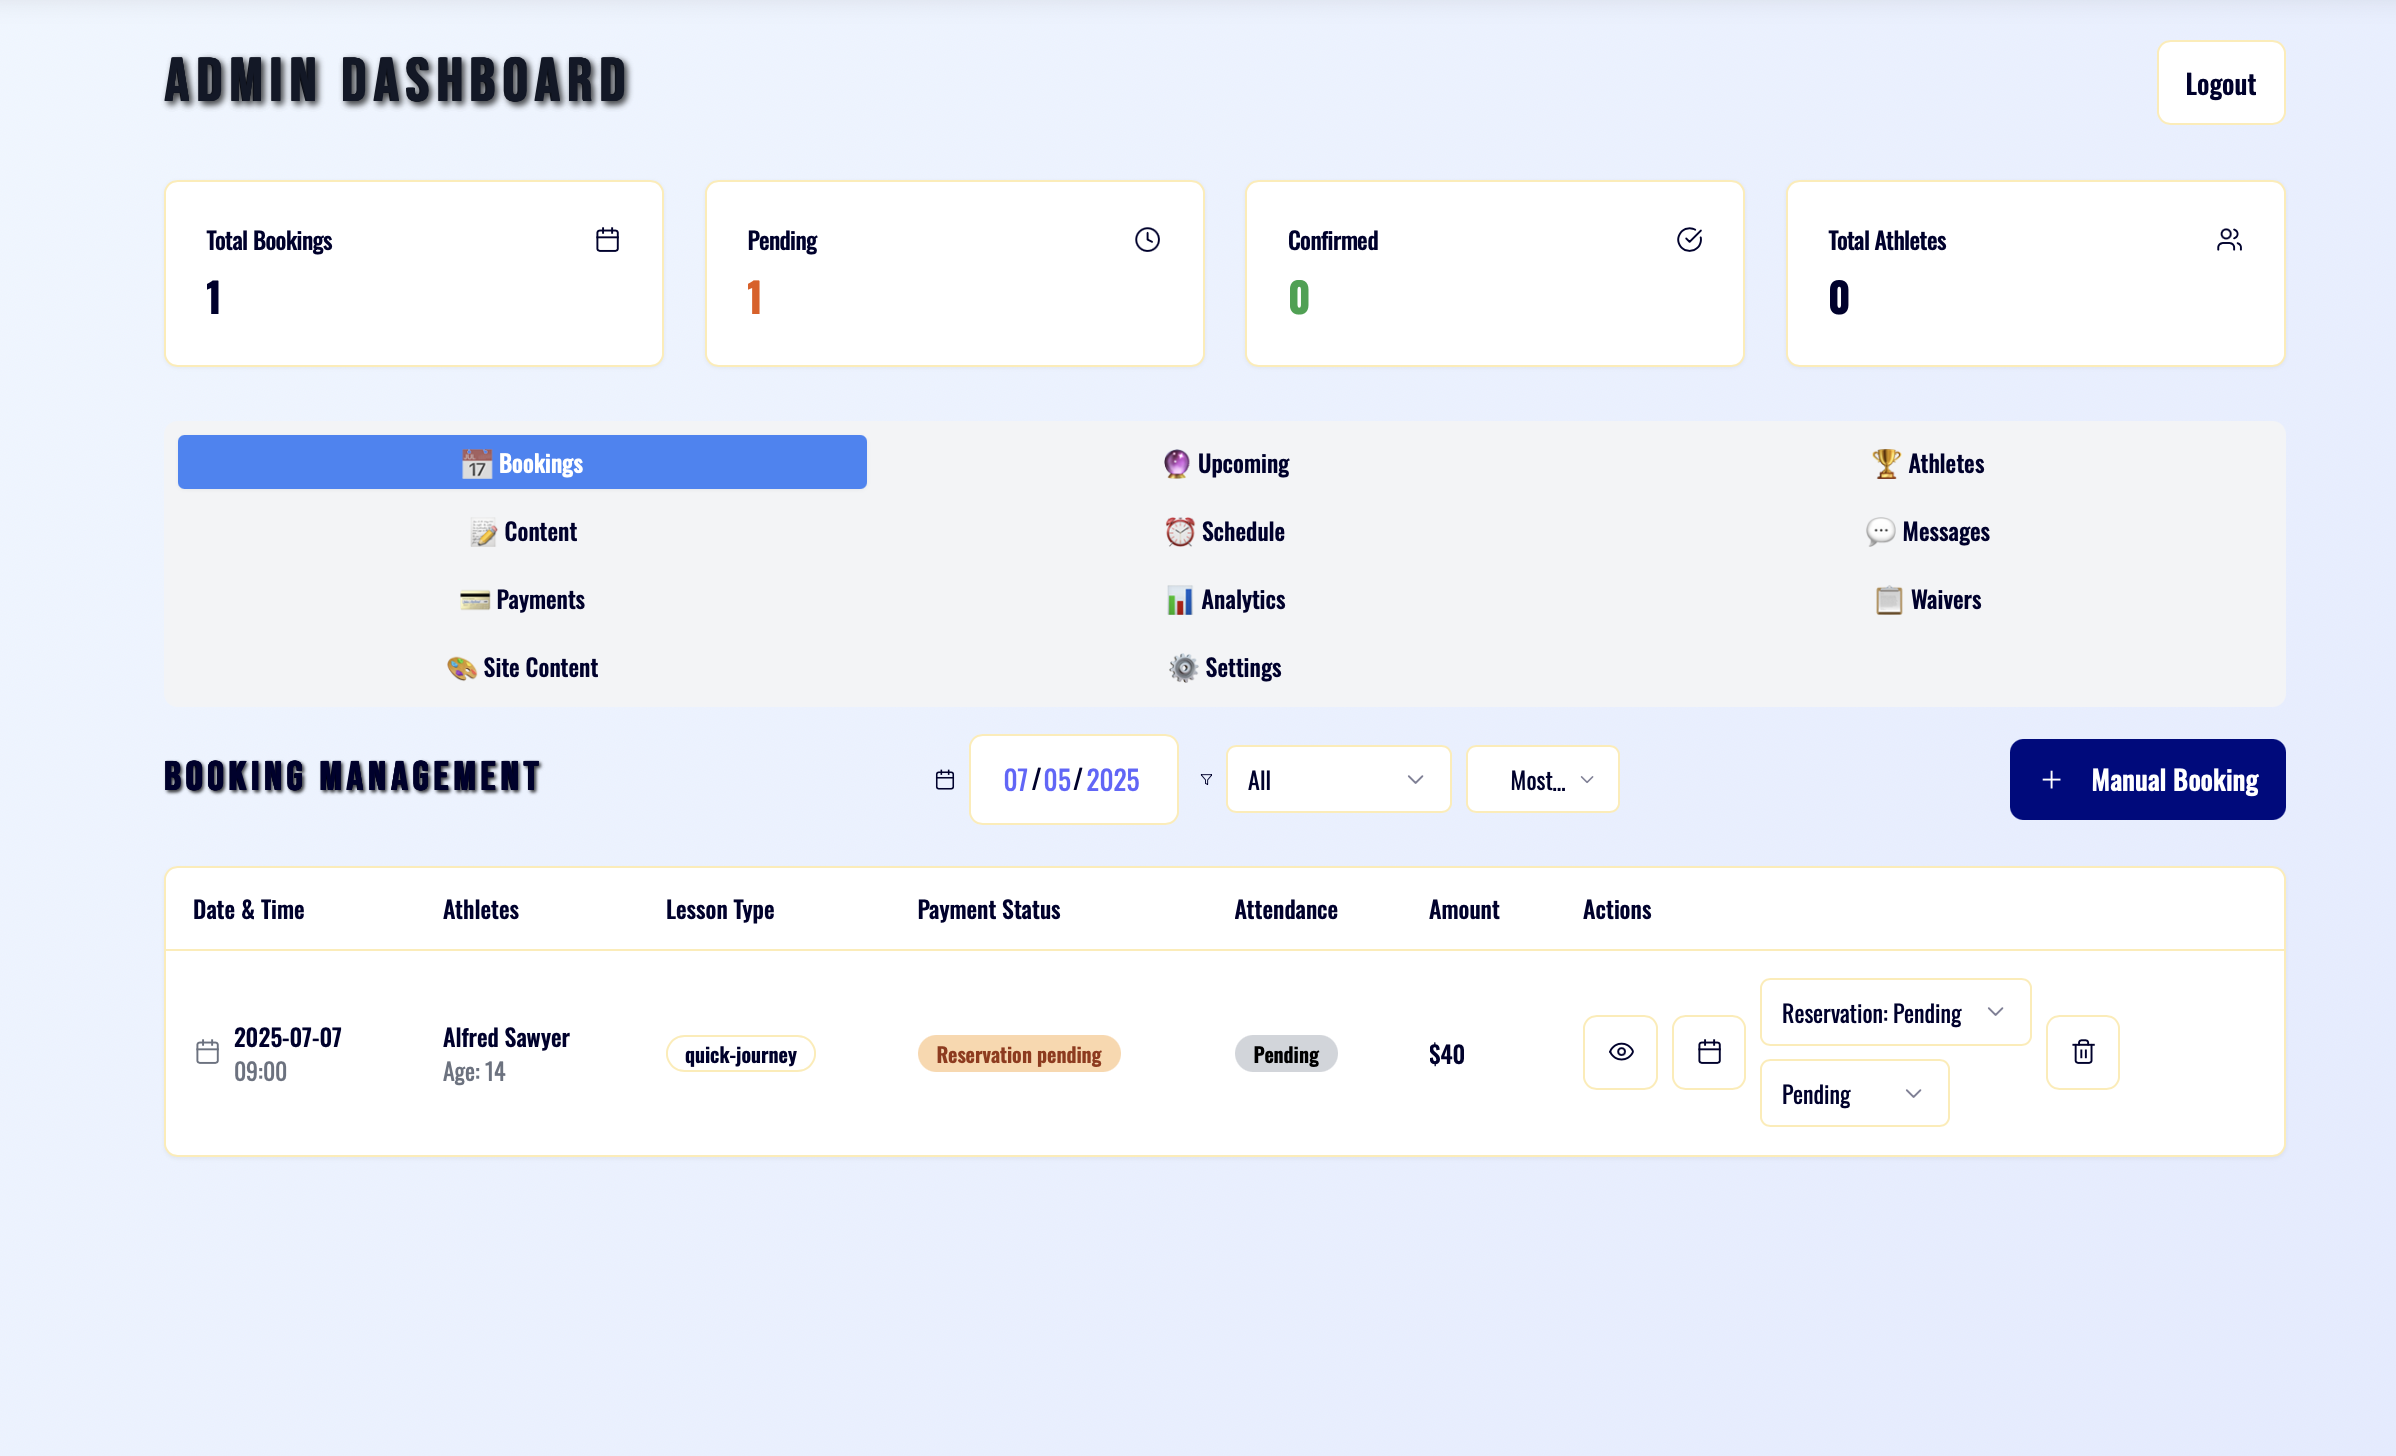 ADMIN DASHBOARD
Logout
Total Bookings
1
Pending
1
Confirmed
0
Total Athletes
0
Bookings
Upcoming
Athletes
Content
Schedule
Messages
Payments
Analytics
Waivers
Site Content
Settings
BOOKING MANAGEMENT
07/05/2025
All
Most...
Manual Booking
Date & Time
Athletes
Lesson Type
Payment Status
Attendance
Amount
Actions
2025-07-07
09:00
Alfred Sawyer
Age: 14
quick-journey
Reservation pending
Pending
$40
Reservation: Pending
Pending